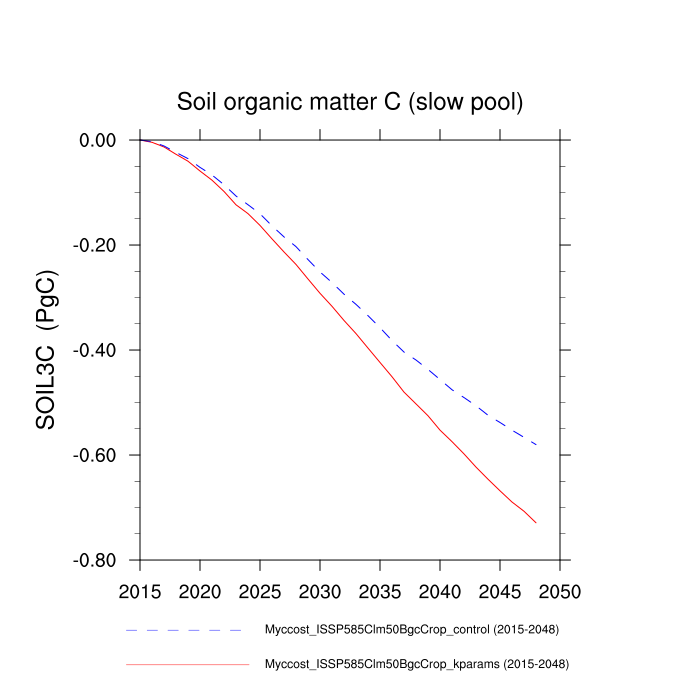 Soil organic matter C (slow pool)
SOIL3C (PgC)
0.00
-0.20
-0.40
-0.60
-0.80
2015 2020 2025 2030 2035 2040 2045 2050
Myccost_ISSP585Clm50BgcCrop_control (2015-2048)
Myccost_ISSP585Clm50BgcCrop_kparams (2015-2048)